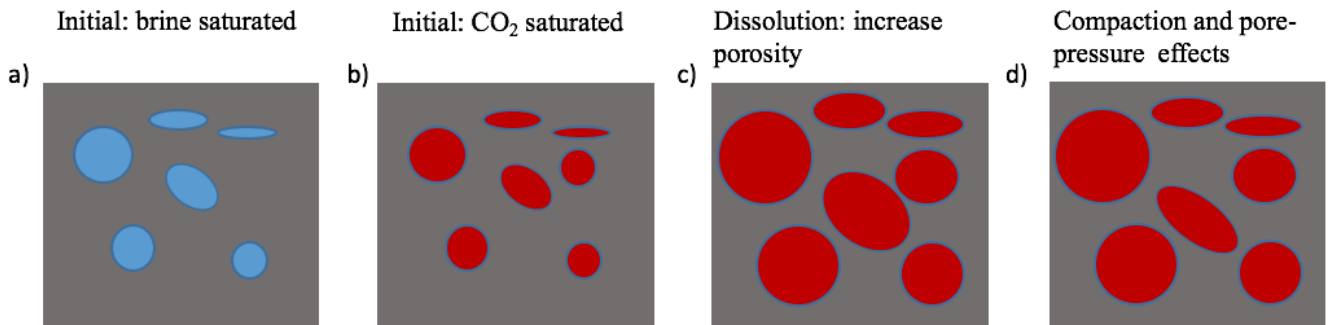 Initial: brine saturated
Initial: CO₂ saturated
Dissolution: increase
porosity
Compaction and pore-
pressure effects
a)
b)
c)
d)